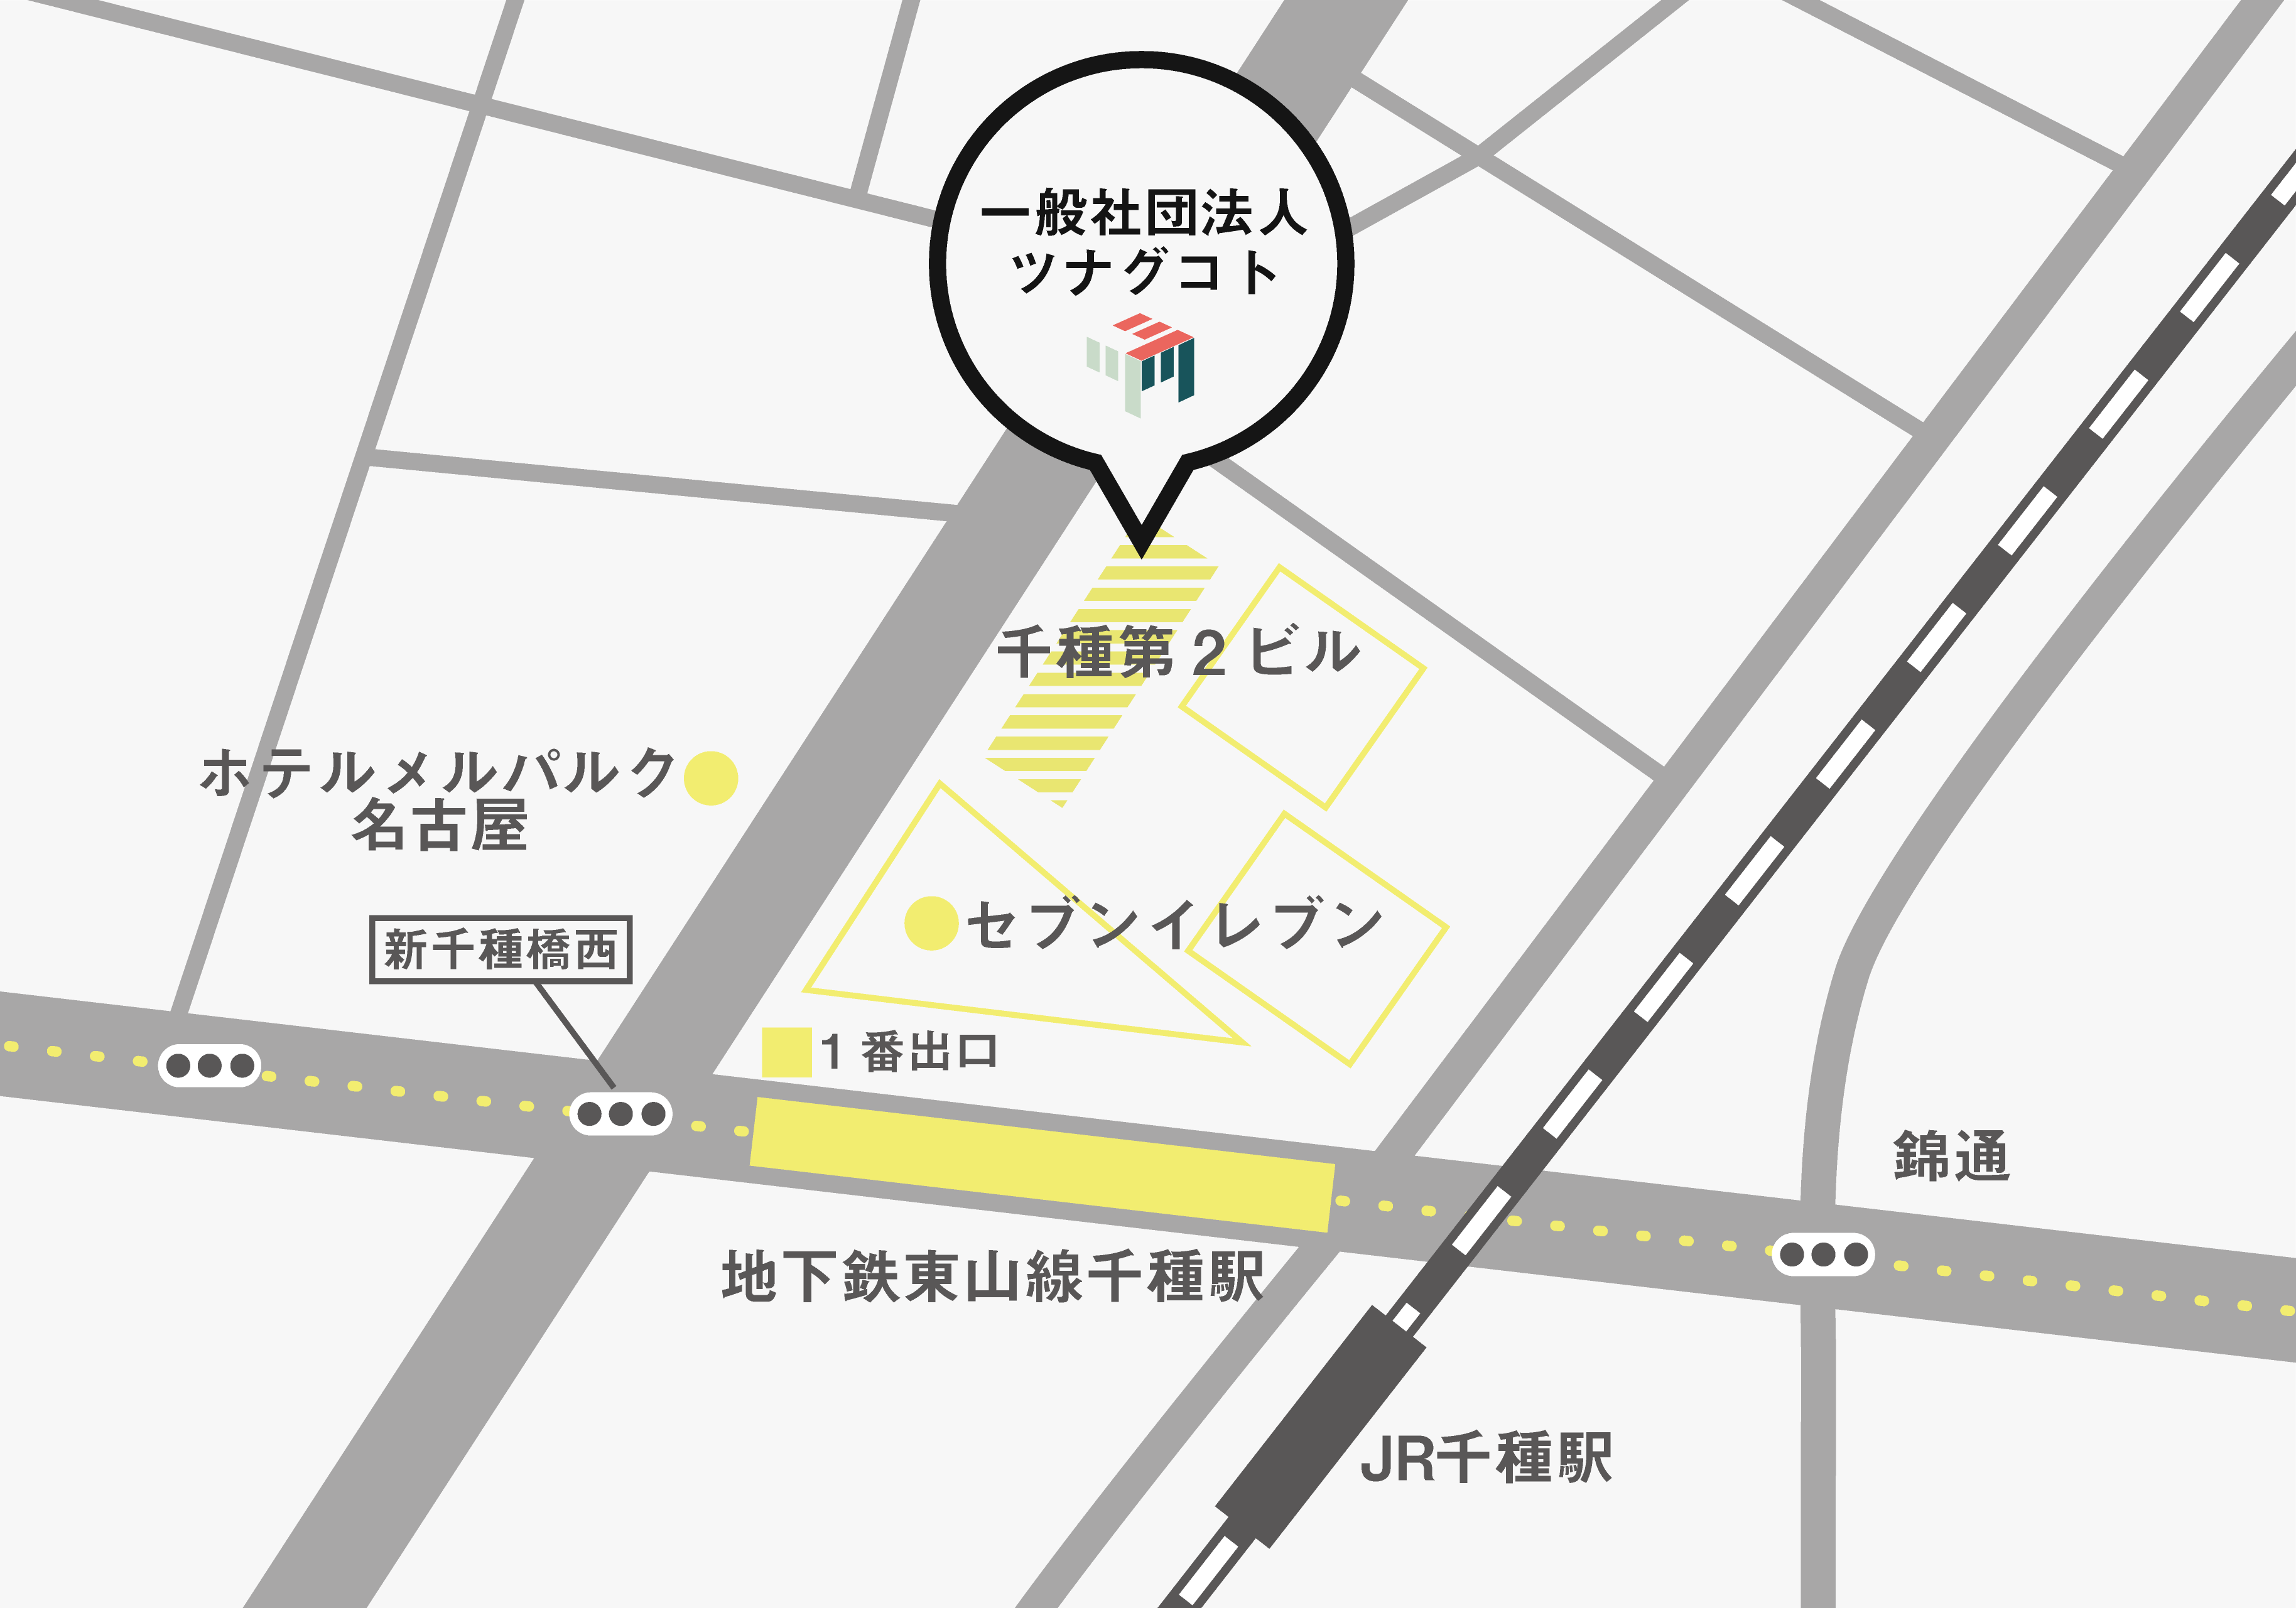 一般社団法人
ツナグコト
千種第2ビル
ホテルメルパルク
名古屋
セブンイレブン
新千種橋西
1番出口
錦通
地下鉄東山線千種駅
JR千種駅